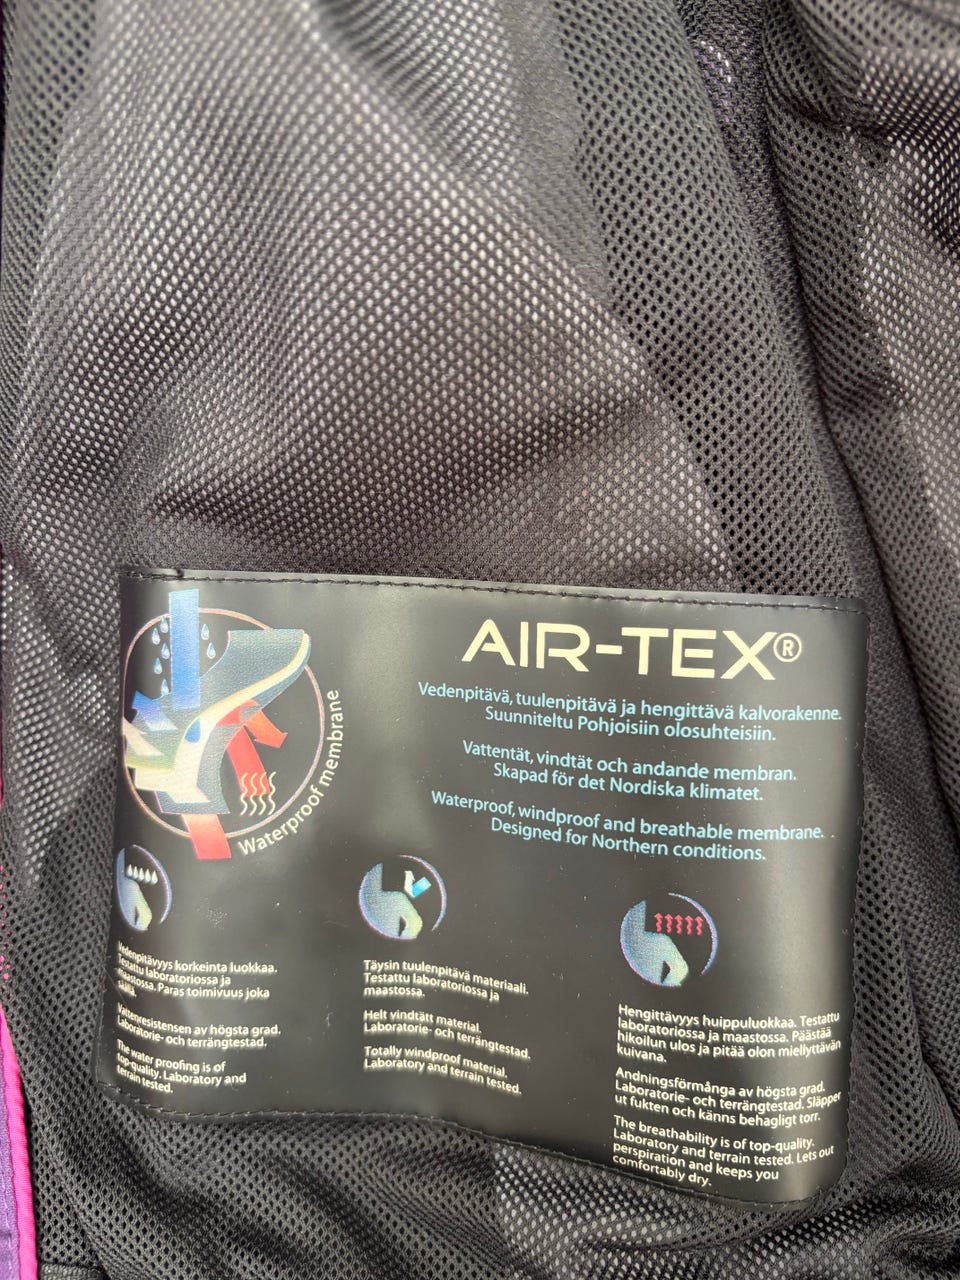 AIR-TEX®
Vedenpitävä, tuulenpitävä ja hengittävä kalvorakenne.
Suunniteltu Pohjoisiin olosuhteisiin.
Vattentät, vindtät och andande membran.
Skapad för det Nordiska klimatet.
Waterproof, windproof and breathable membrane.
Designed for Northern conditions.
Waterproof membrane
Vedenpitävyys korkeinta luokkaa.
Testattu laboratoriossa ja
maastossa. Paras toimivuus joka
säällä.
Vattenresistensen av högsta grad.
Laboratorie- och terrängtestad.
The water proofing is of
top-quality. Laboratory and
terrain tested.
Täysin tuulenpitävä materiaali.
Testattu laboratoriossa ja
maastossa.
Helt vindtätt material.
Laboratorie- och terrängtestad.
Totally windproof material.
Laboratory and terrain tested.
Hengittävyys huippuluokkaa. Testattu
laboratoriossa ja maastossa. Päästää
hikoilun ulos ja pitää olon miellyttävän
kuivana.
Andningsförmånga av högsta grad.
Laboratorie- och terrängtestad. Släpper
ut fukten och känns behagligt torr.
The breathability is of top-quality.
Laboratory and terrain tested. Lets out
perspiration and keeps you
comfortably dry.